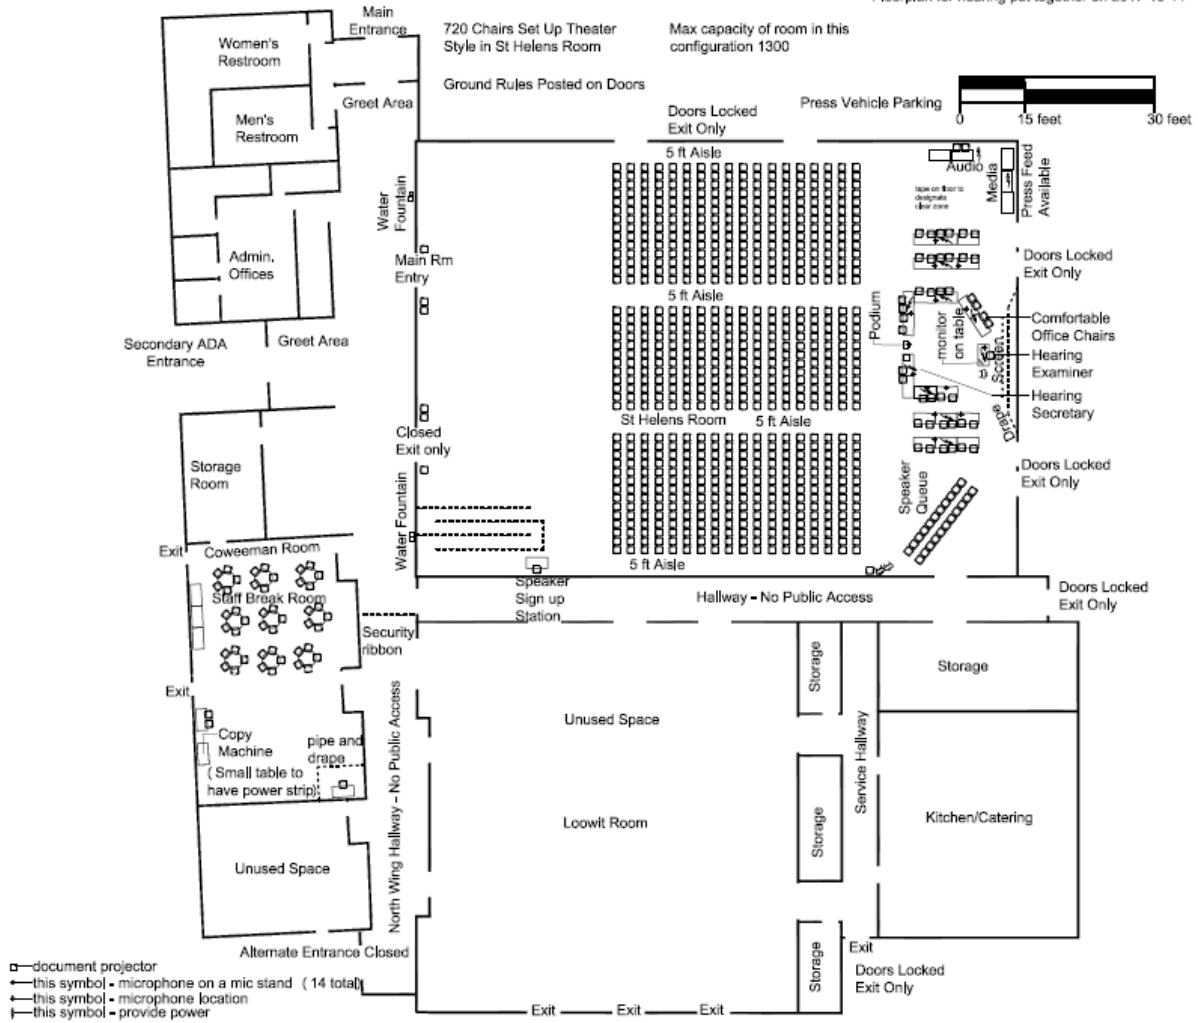 Main
Entrance
720 Chairs Set Up Theater
Style in St Helens Room
Max capacity of room in this
configuration 1300
Ground Rules Posted on Doors
Women's
Restroom
Men's
Restroom
Greet Area
Doors Locked
Exit Only
Press Vehicle Parking
0
15 feet
30 feet
5 ft Aisle
Audio
Media
Press Feed
Available
tape on floor to
designate
clear zone
Water
Fountain
Admin.
Offices
Main Rm
Entry
Doors Locked
Exit Only
5 ft Aisle
Podium
monitor
on table
Screen
Comfortable
Office Chairs
Hearing
Examiner
Hearing
Secretary
Drape
Secondary ADA
Entrance
Greet Area
St Helens Room
5 ft Aisle
Closed
Exit only
Storage
Room
Doors Locked
Exit Only
Speaker
Queue
Water Fountain
Exit
Coweeman Room
5 ft Aisle
Speaker
Sign up
Station
Hallway - No Public Access
Doors Locked
Exit Only
Staff Break Room
Security
ribbon
Storage
Storage
Exit
Unused Space
Copy
Machine
pipe and
drape
(Small table to
have power strip)
North Wing Hallway - No Public Access
Service Hallway
Loowit Room
Storage
Kitchen/Catering
Unused Space
Alternate Entrance Closed
Storage
Exit
Doors Locked
Exit Only
Exit
Exit
Exit
document projector
this symbol - microphone on a mic stand (14 total)
this symbol - microphone location
this symbol - provide power